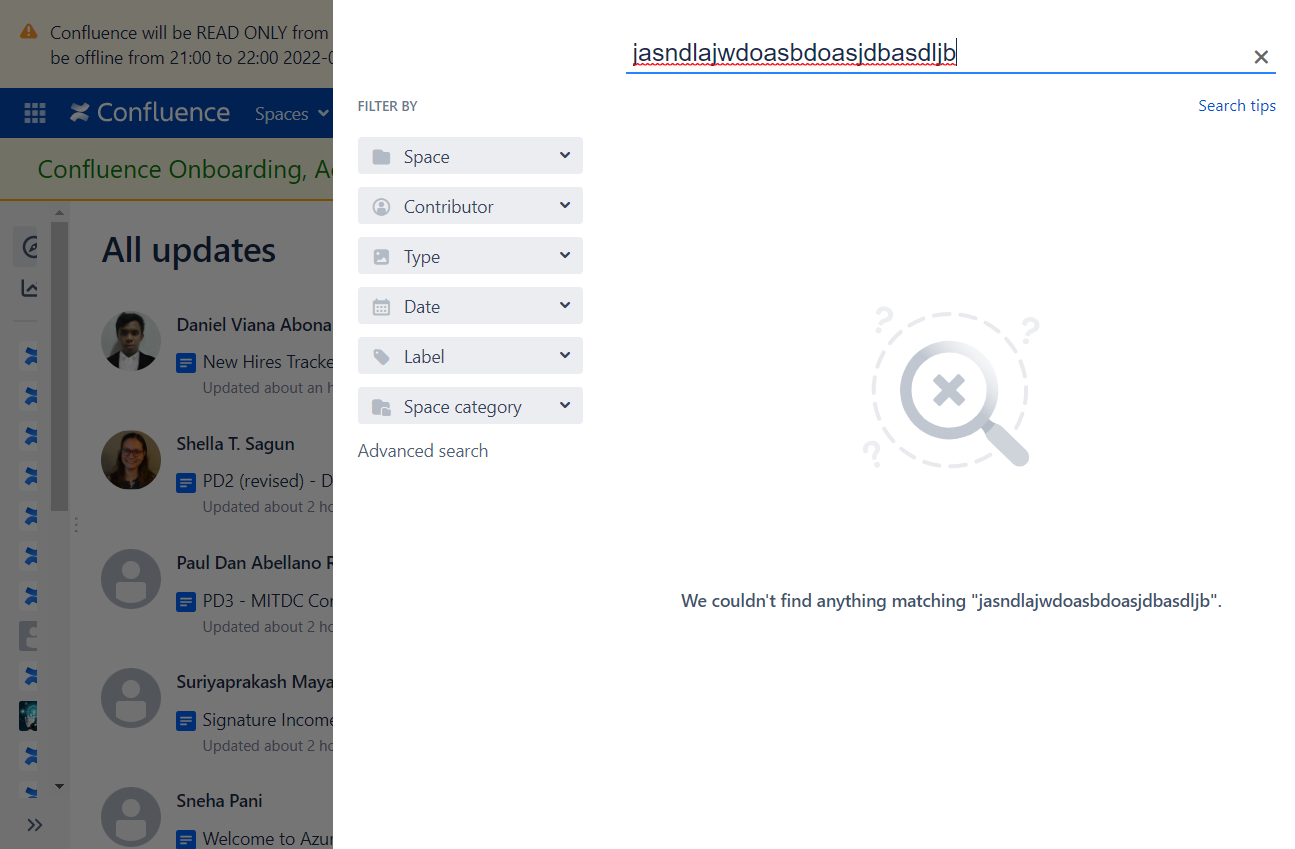 Confluence will be READ ONLY from
be offline from 21:00 to 22:00 2022-0
Confluence
Spaces
Confluence Onboarding,
All updates
Daniel Viana Abona
New Hires Tracke
Updated about an h
Shella T. Sagun
PD2 (revised) - D
Updated about 2 ho
Paul Dan Abellano R
PD3 - MITDC Con
Updated about 2 ho
Suriyaprakash Maya
Signature Income
Updated about 2 ho
Sneha Pani
Welcome to Azur
jasndlajwdoasbdoasjdbasdljb
FILTER BY
Search tips
Space
Contributor
Type
Date
Label
Space category
Advanced search
We couldn't find anything matching "jasndlajwdoasbdoasjdbasdljb".